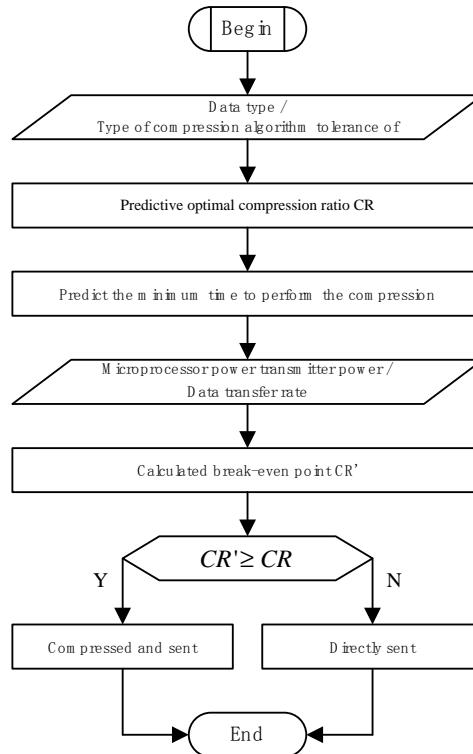 Begin
Data type /
Type of compression algorithm tolerance of
Predictive optimal compression ratio CR
Predict the minimum time to perform the compression
Microprocessor power transmitter power /
Data transfer rate
Calculated break-even point CR’
CR'≥ CR
Y
N
Compressed and sent
Directly sent
End